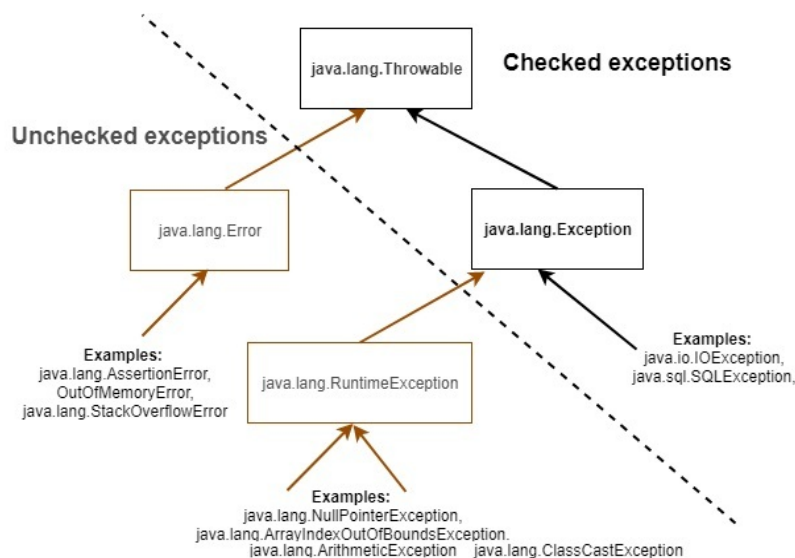 java.lang.Throwable
Checked exceptions
Unchecked exceptions
java.lang.Error
java.lang.Exception
Examples:
java.lang.AssertionError,
OutOfMemoryError,
java.lang.StackOverflowError
java.lang.RuntimeException
Examples:
java.io.IOException,
java.sql.SQLException,
Examples:
java.lang.NullPointerException,
java.lang.ArrayIndexOutOfBoundsException.
java.lang.ArithmeticException java.lang.ClassCastException